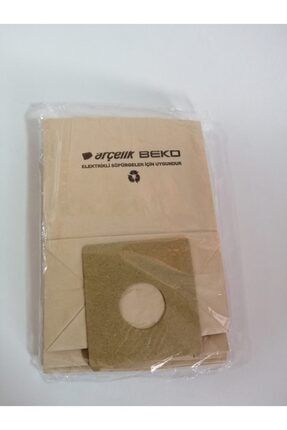 arçelik BEKO
ELEKTRİKLİ SÜPÜRGELER İÇİN UYGUNDUR